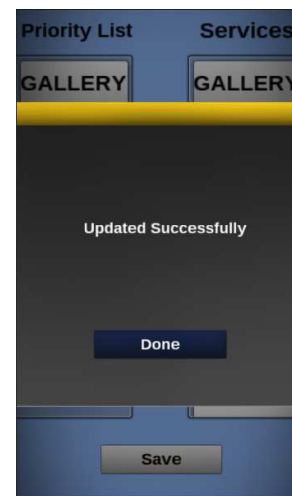 Priority List Services
GALLERY GALLERY
Updated Successfully
Done
Save